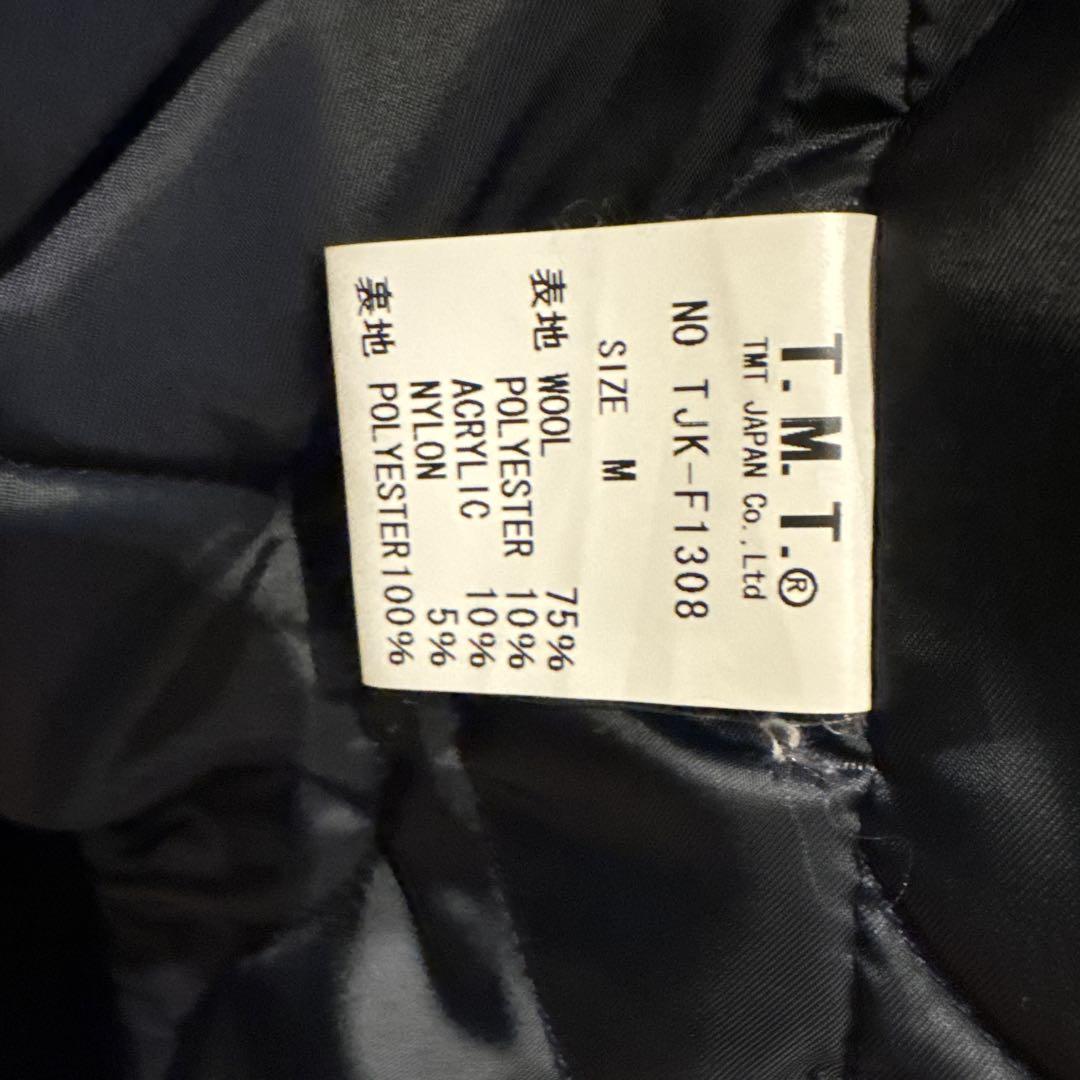 T.M.T.®
TMT JAPAN Co.,Ltd
NO TJK-F1308
SIZE M
表地 WOOL 75%
POLYESTER 10%
ACRYLIC 10%
NYLON 5%
裏地 POLYESTER100%